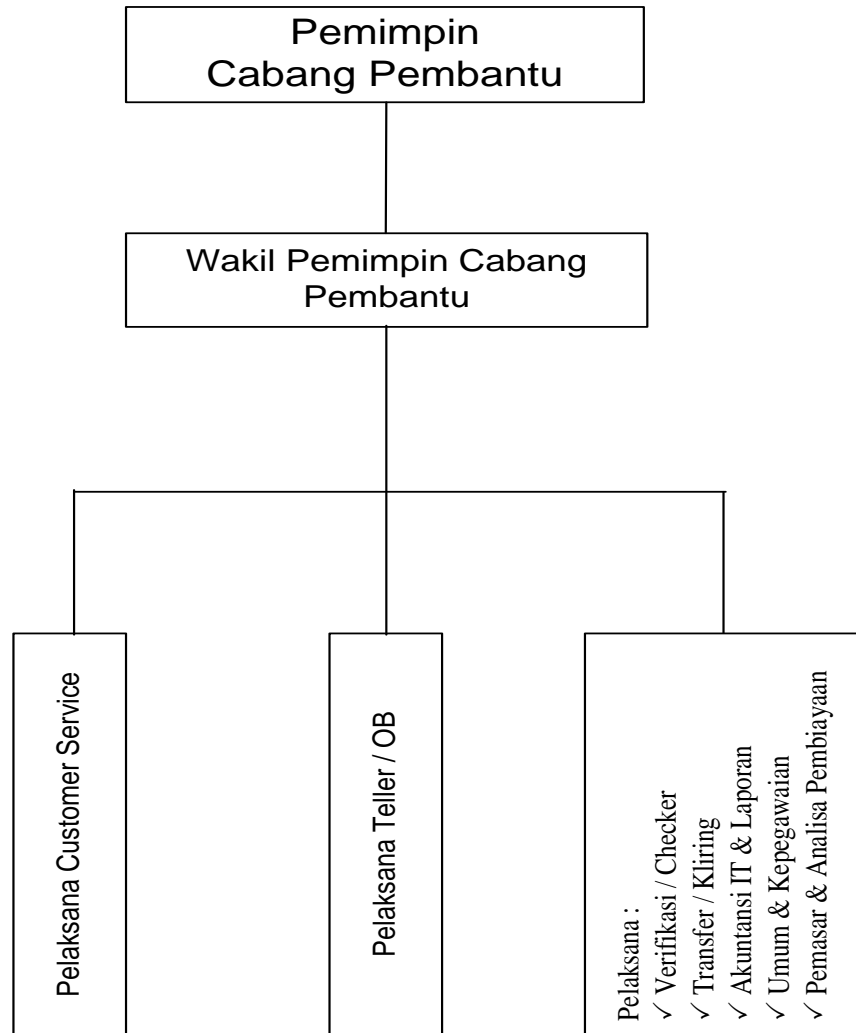 Pemimpin
Cabang Pembantu
Wakil Pemimpin Cabang
Pembantu
Pelaksana Customer Service
Pelaksana Teller / OB
Pelaksana :
✓ Verifikasi / Checker
✓ Transfer / Kliring
✓ Akuntansi IT & Laporan
✓ Umum & Kepegawaian
✓ Pemasar & Analisa Pembiayaan